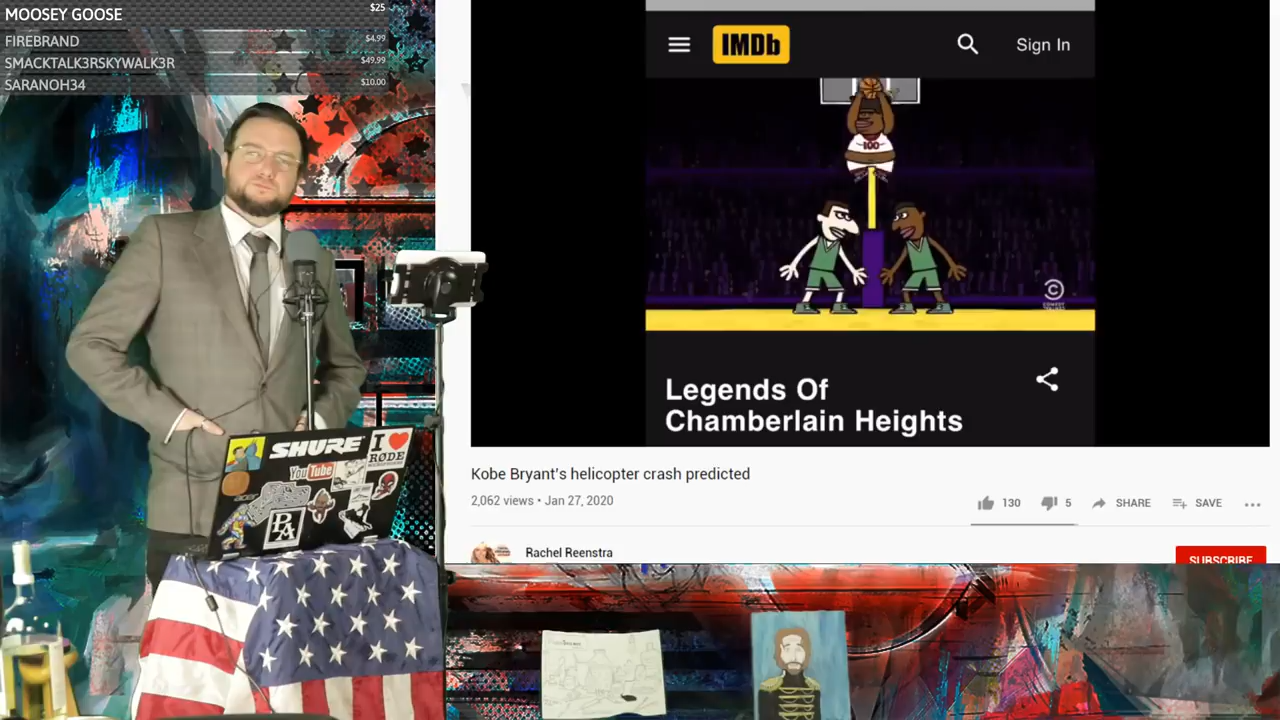 MOOSEY GOOSE $25
FIREBRAND $4.99
SMACKTALK3RSKYWALK3R $49.99
SARANOH34 $10.00
IMDb Sign In
100
COMEDY
Legends Of
Chamberlain Heights
SHURE
I ♥
RØDE
YouTube
PA
Kobe Bryant's helicopter crash predicted
2,062 views • Jan 27, 2020
130 5 SHARE SAVE
Rachel Reenstra
SUBSCRIBE